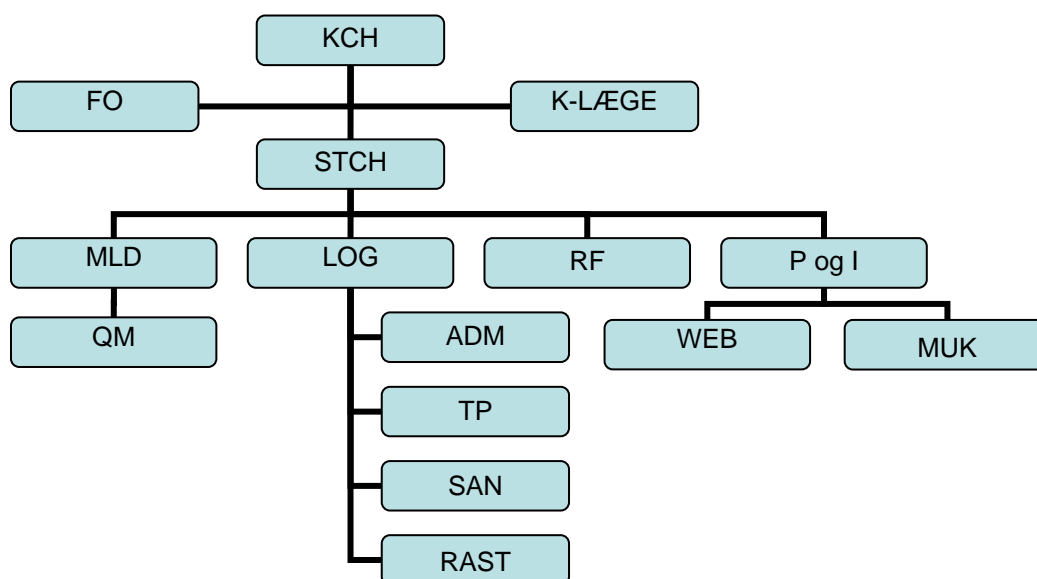 KCH
FO
K-LÆGE
STCH
MLD
LOG
RF
P og I
QM
ADM
WEB
MUK
TP
SAN
RAST